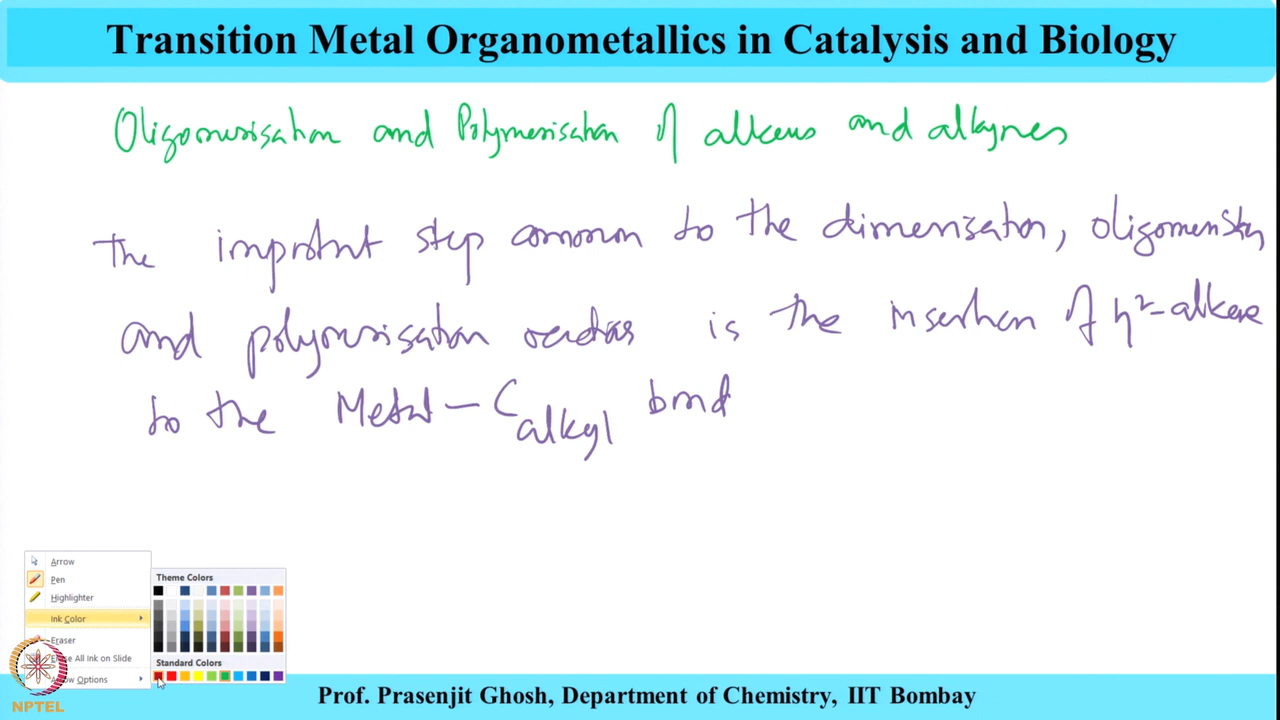 Transition Metal Organometallics in Catalysis and Biology
Oligomerisation and Polymerisation of alkenes and alkynes
The important step common to the dimerisation, oligomerisation
and polymerisation reactions is the insertion of η²-alkene
to the Metal – C alkyl bond
Arrow
Pen
Highlighter
Ink Color
Eraser
Erase All Ink on Slide
Arrow Options
Theme Colors
Standard Colors
NPTEL
Prof. Prasenjit Ghosh, Department of Chemistry, IIT Bombay